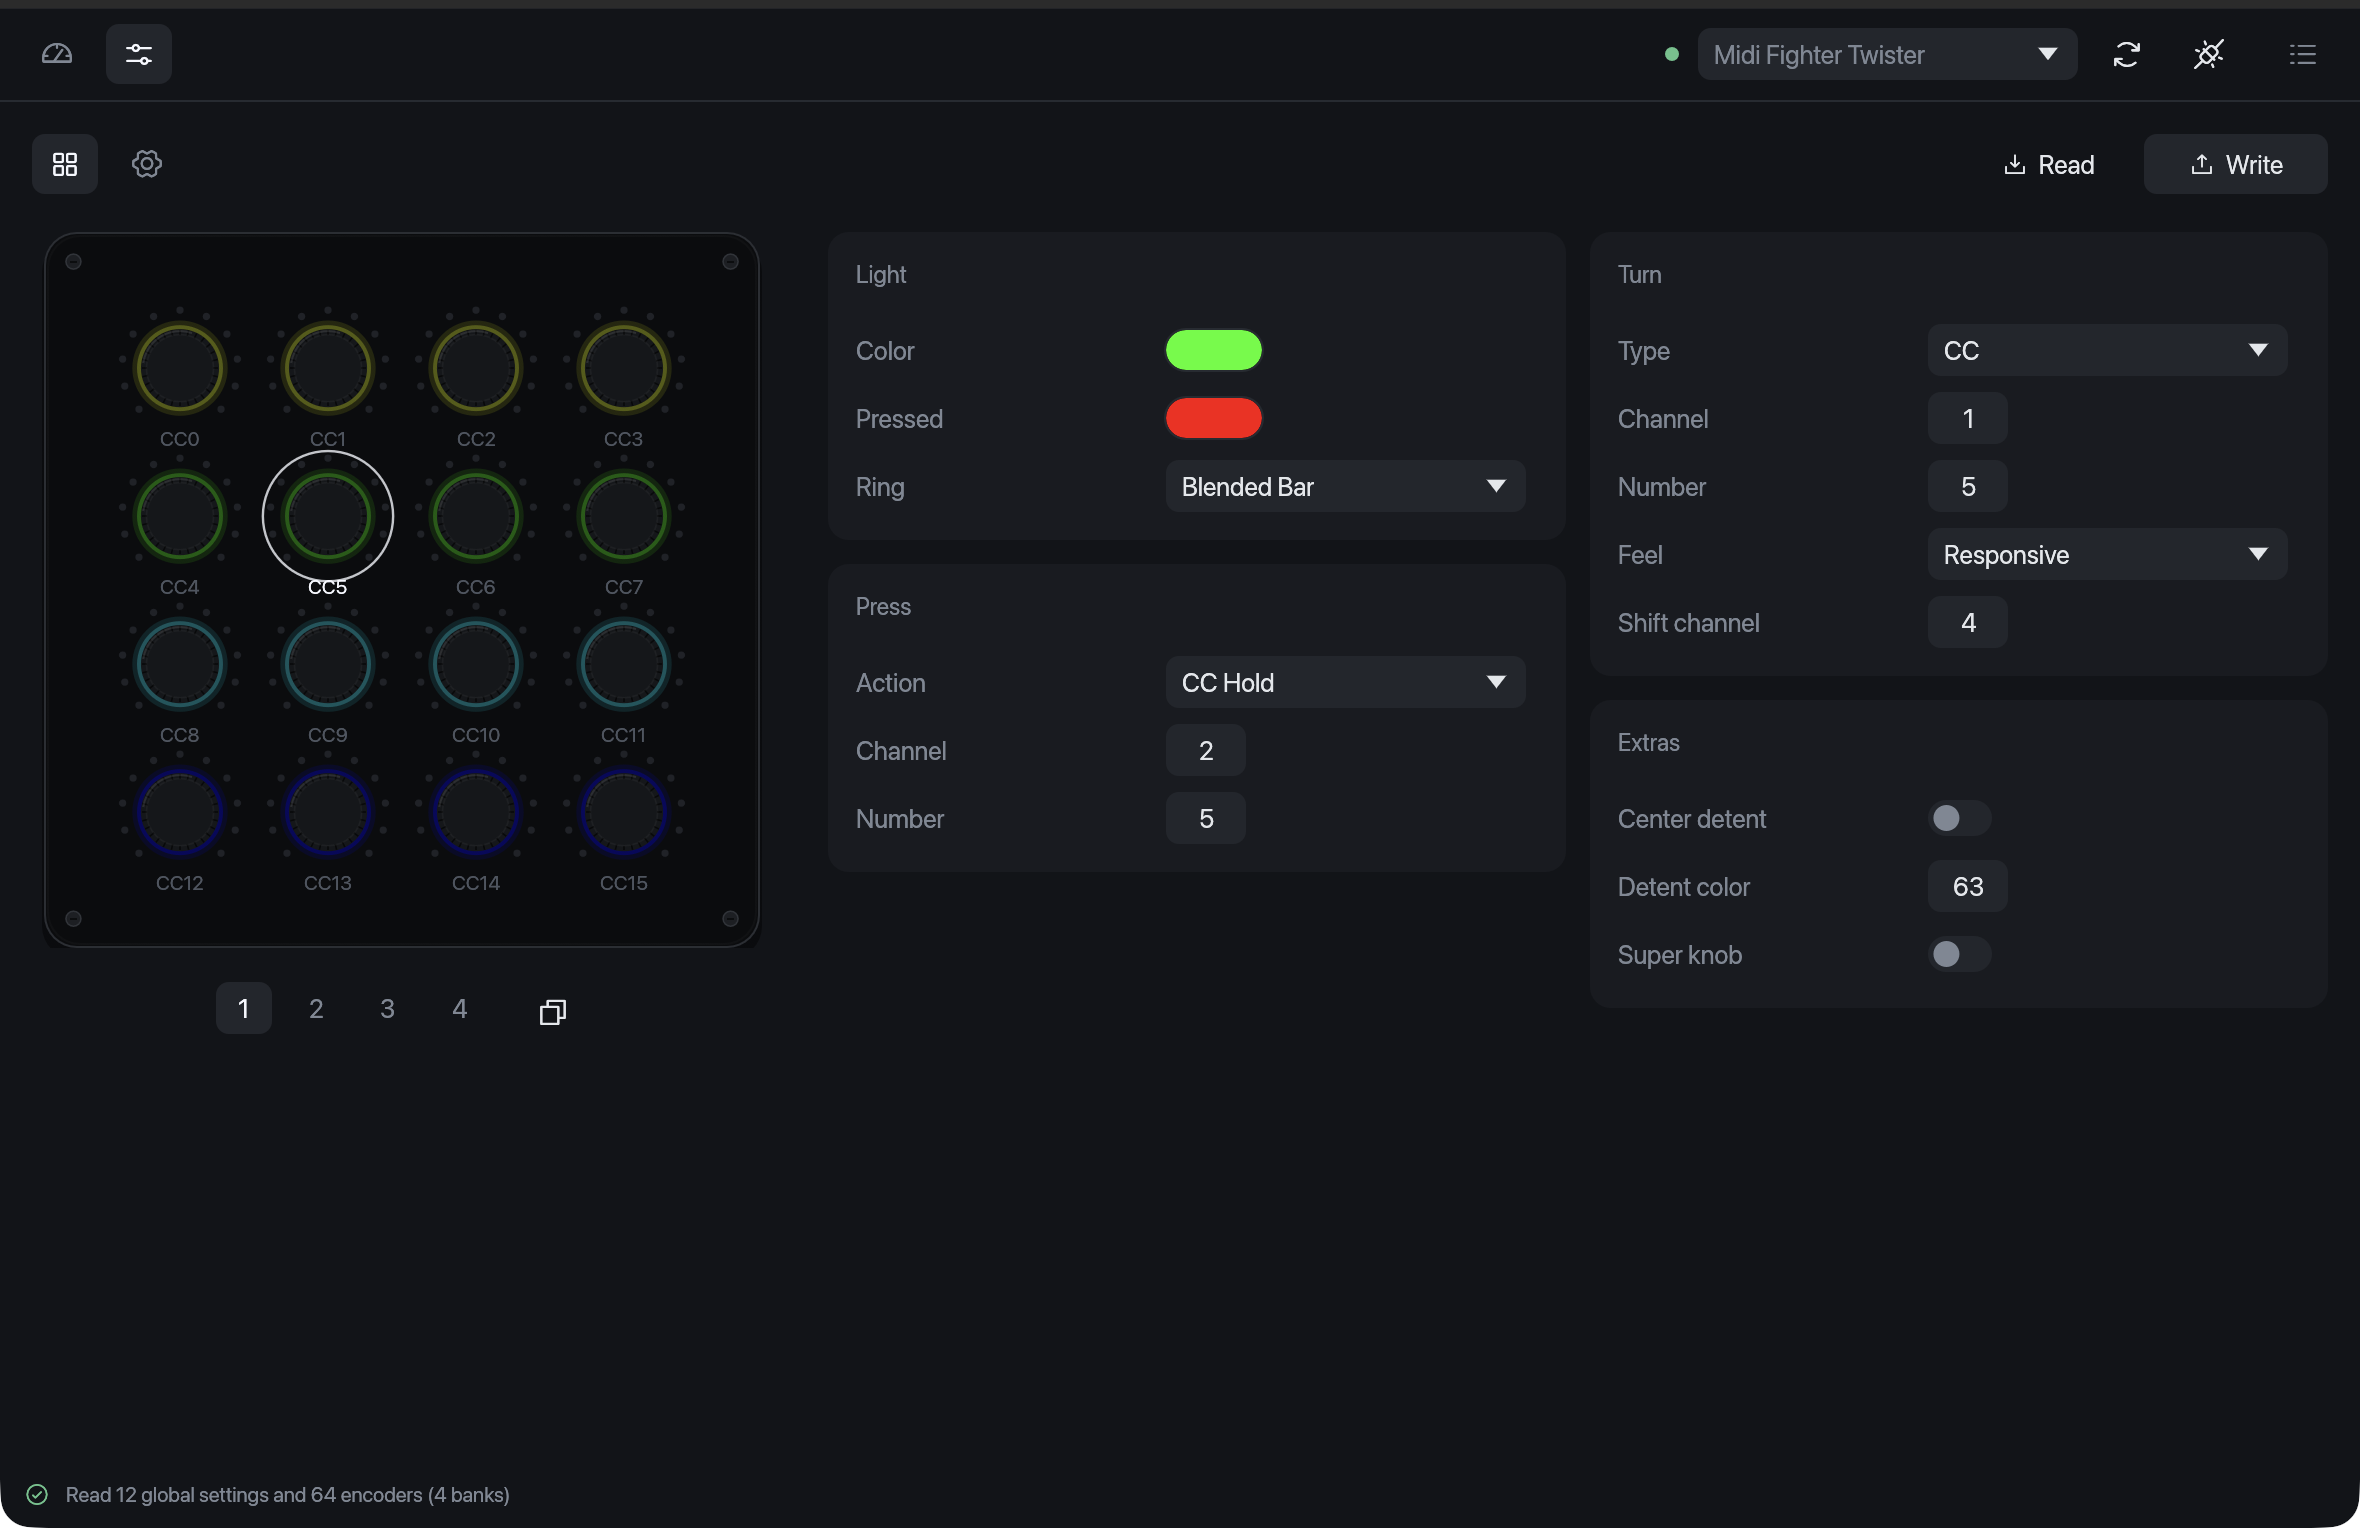 Midi Fighter Twister
Read
Write
CC0
CC1
CC2
CC3
CC4
CC5
CC6
CC7
CC8
CC9
CC10
CC11
CC12
CC13
CC14
CC15
1
2
3
4
Light
Color
Pressed
Ring
Blended Bar
Press
Action
CC Hold
Channel
2
Number
5
Turn
Type
CC
Channel
1
Number
5
Feel
Responsive
Shift channel
4
Extras
Center detent
Detent color
63
Super knob
Read 12 global settings and 64 encoders (4 banks)